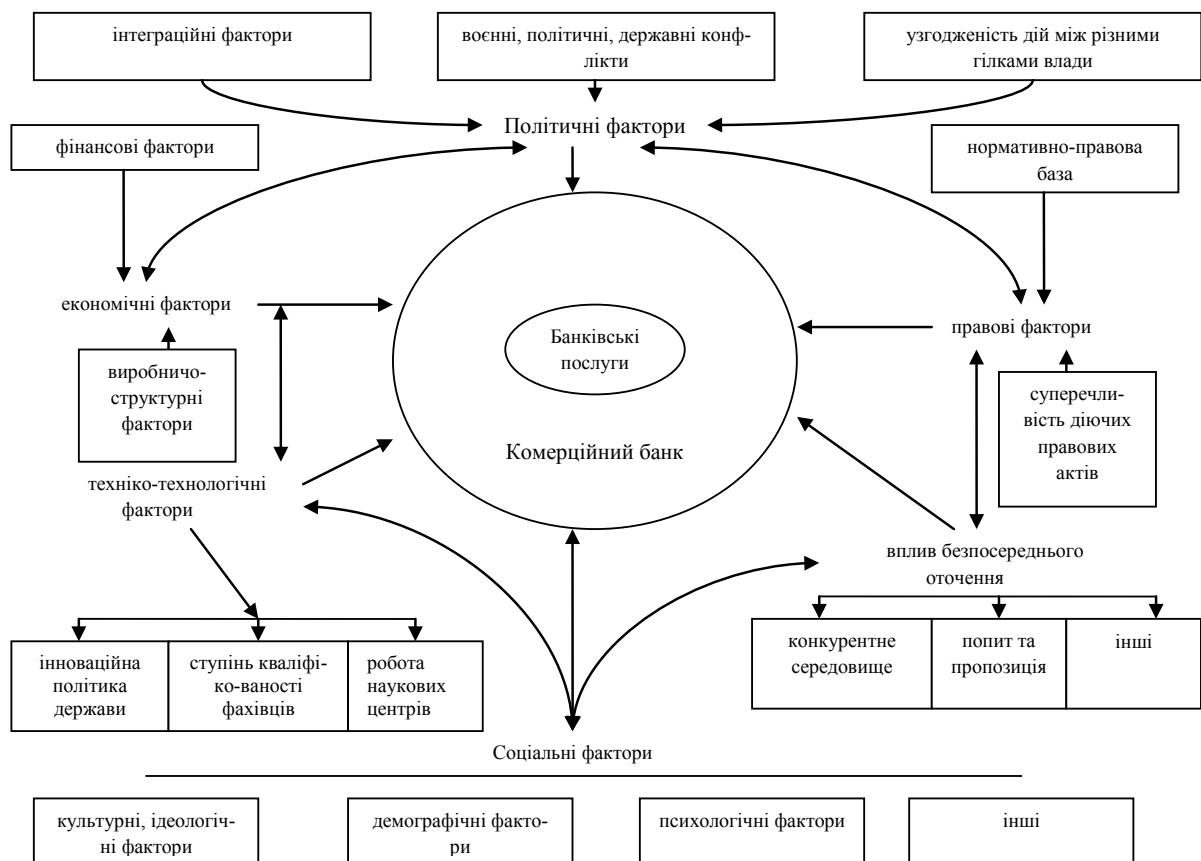 інтеграційні фактори
воєнні, політичні, державні конф-
лікти
узгодженість дій між різними
гілками влади
Політичні фактори
фінансові фактори
нормативно-правова
база
економічні фактори
правові фактори
Банківські
послуги
виробничо-
структурні
фактори
суперечли-
вість діючих
правових
актів
Комерційний банк
техніко-технологічні
фактори
вплив безпосереднього
оточення
конкурентне
середовище
попит та
пропозиція
інші
інноваційна
політика
держави
ступінь кваліфі-
ко-ваності
фахівців
робота
наукових
центрів
Соціальні фактори
культурні, ідеологіч-
ні фактори
демографічні факто-
ри
психологічні фактори
інші